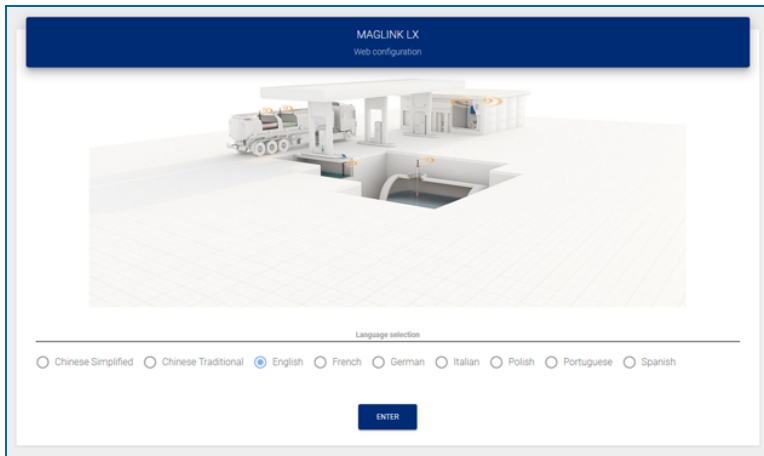 MAGLINK LX
Web configuration
Language selection
Chinese Simplified Chinese Traditional English French German Italian Polish Portuguese Spanish
ENTER